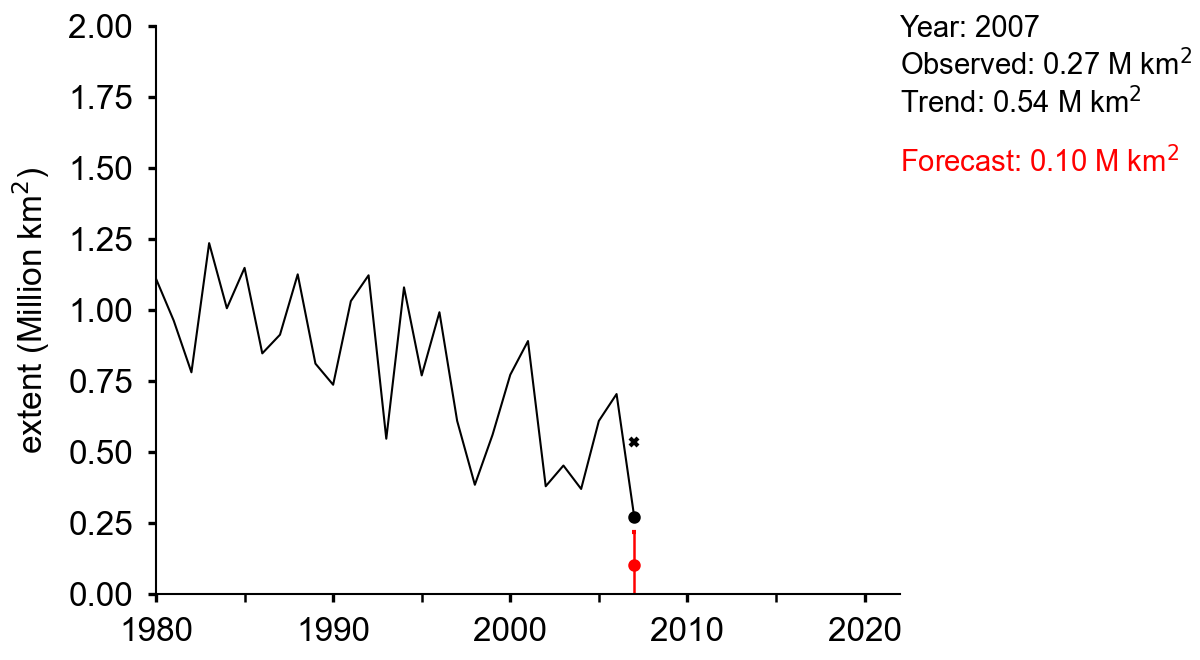 2.00
1.75
1.50
1.25
1.00
0.75
0.50
0.25
0.00
extent (Million km²)
1980 1990 2000 2010 2020
Year: 2007
Observed: 0.27 M km²
Trend: 0.54 M km²
Forecast: 0.10 M km²